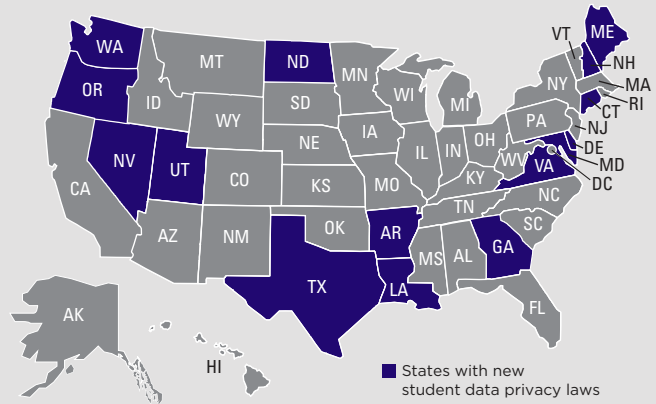 WA
OR
CA
NV
ID
MT
WY
UT
AZ
CO
NM
ND
SD
NE
KS
OK
TX
MN
IA
MO
AR
LA
WI
IL
MI
IN
OH
KY
TN
MS
AL
GA
FL
SC
NC
VA
WV
PA
NY
VT
ME
NH
MA
RI
CT
NJ
DE
MD
DC
AK
HI
States with new
student data privacy laws